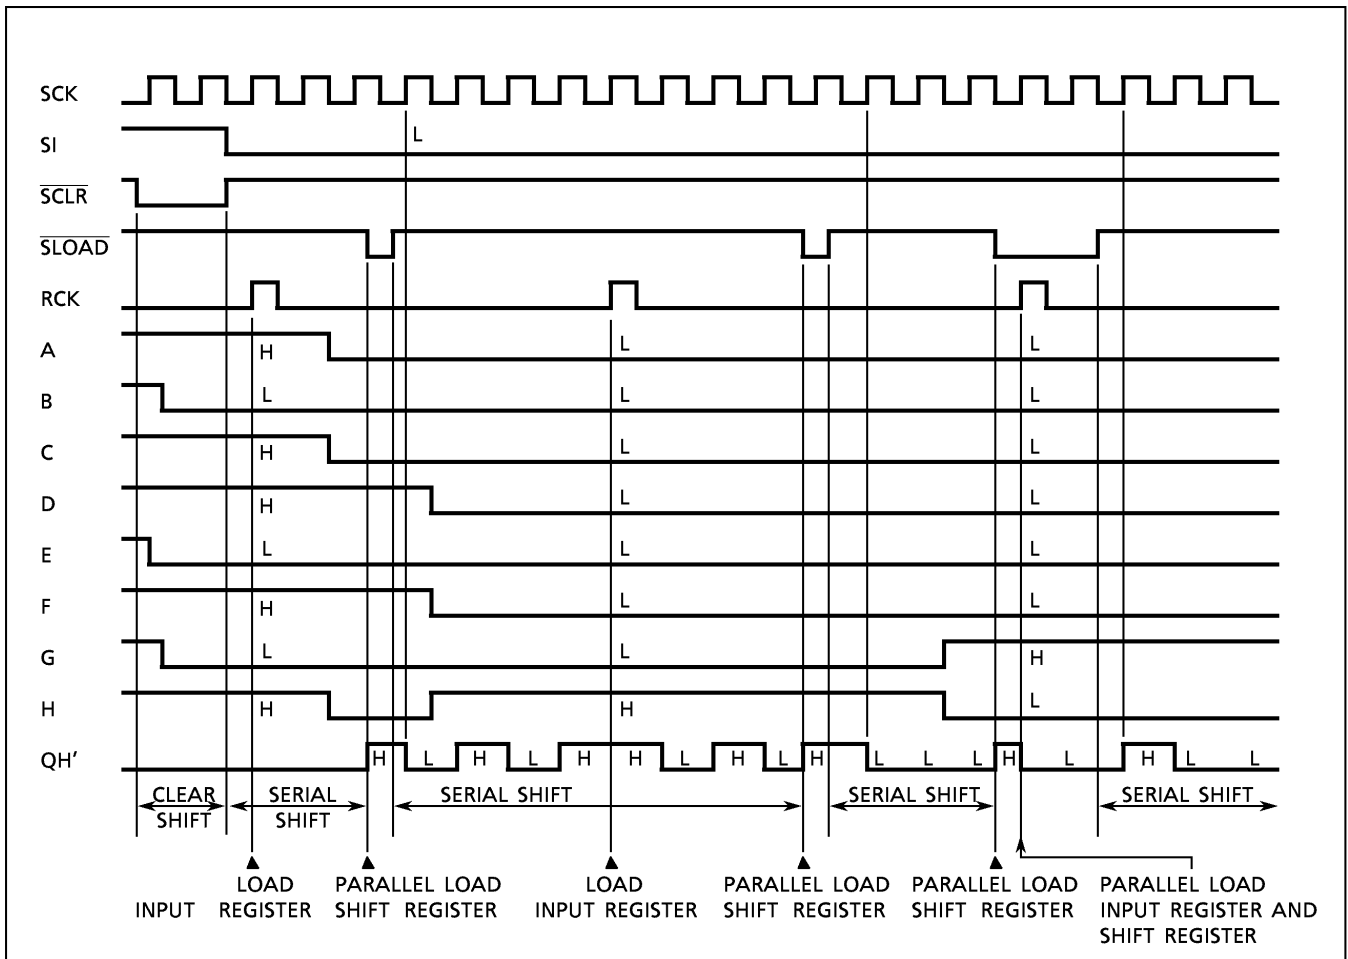 SCK
SI L
SCLR
SLOAD
RCK
A H L L
B L L L
C H L L
D H L L
E L L L
F H L L
G L L H
H H H L
QH′ H L H L H H L H L H L L L H L H L L
CLEAR SERIAL SERIAL SHIFT SERIAL SHIFT SERIAL SHIFT
SHIFT SHIFT
LOAD PARALLEL LOAD LOAD PARALLEL LOAD PARALLEL LOAD PARALLEL LOAD
INPUT REGISTER SHIFT REGISTER INPUT REGISTER SHIFT REGISTER SHIFT REGISTER INPUT REGISTER AND
SHIFT REGISTER